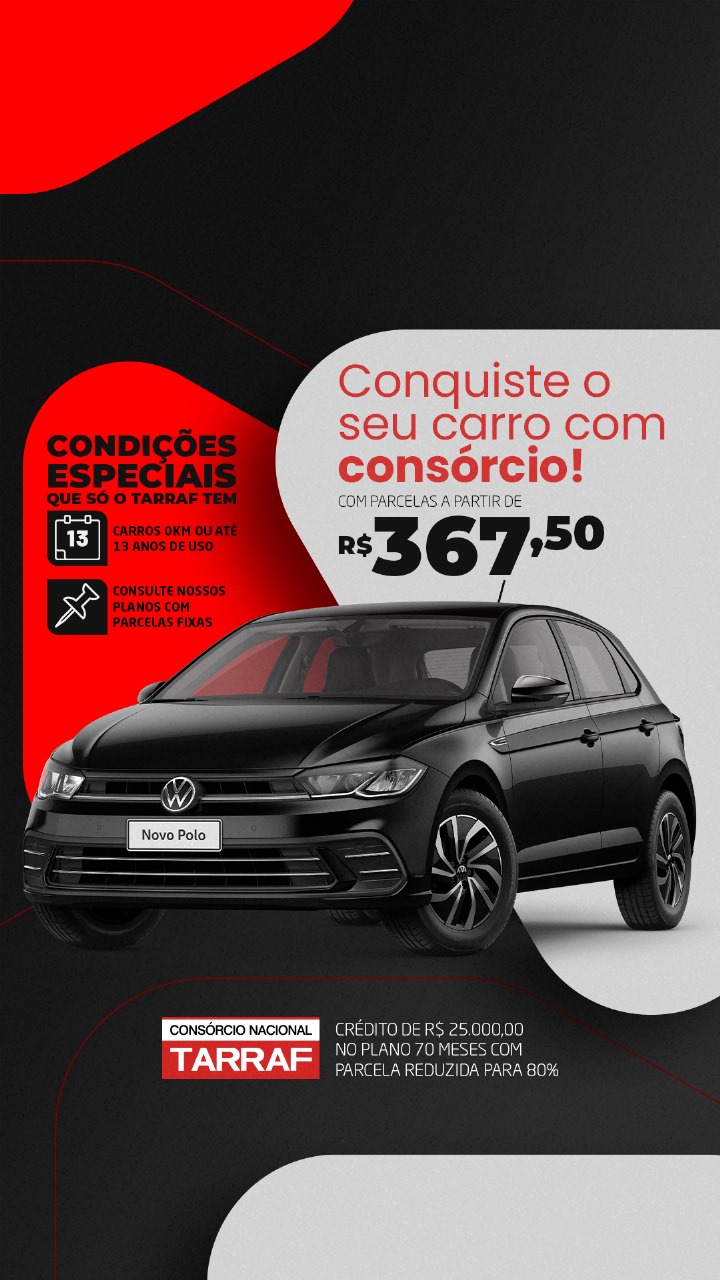 Conquiste o
seu carro com
consórcio!
COM PARCELAS A PARTIR DE
R$367,50
CONDIÇÕES
ESPECIAIS
QUE SÓ O TARRAF TEM
13
CARROS 0KM OU ATÉ
13 ANOS DE USO
CONSULTE NOSSOS
PLANOS COM
PARCELAS FIXAS
Novo Polo
CONSÓRCIO NACIONAL
TARRAF
CRÉDITO DE R$ 25.000,00
NO PLANO 70 MESES COM
PARCELA REDUZIDA PARA 80%